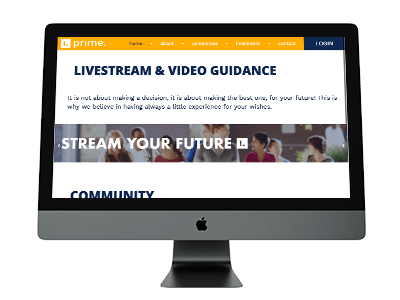 prime.
home • about • universities • livestream • contact LOGIN
LIVESTREAM & VIDEO GUIDANCE
It is not about making a decision, it is about making the best one, for your future! This is
why we believe in having always a little experience for your wishes.
STREAM YOUR FUTURE L
COMMUNITY